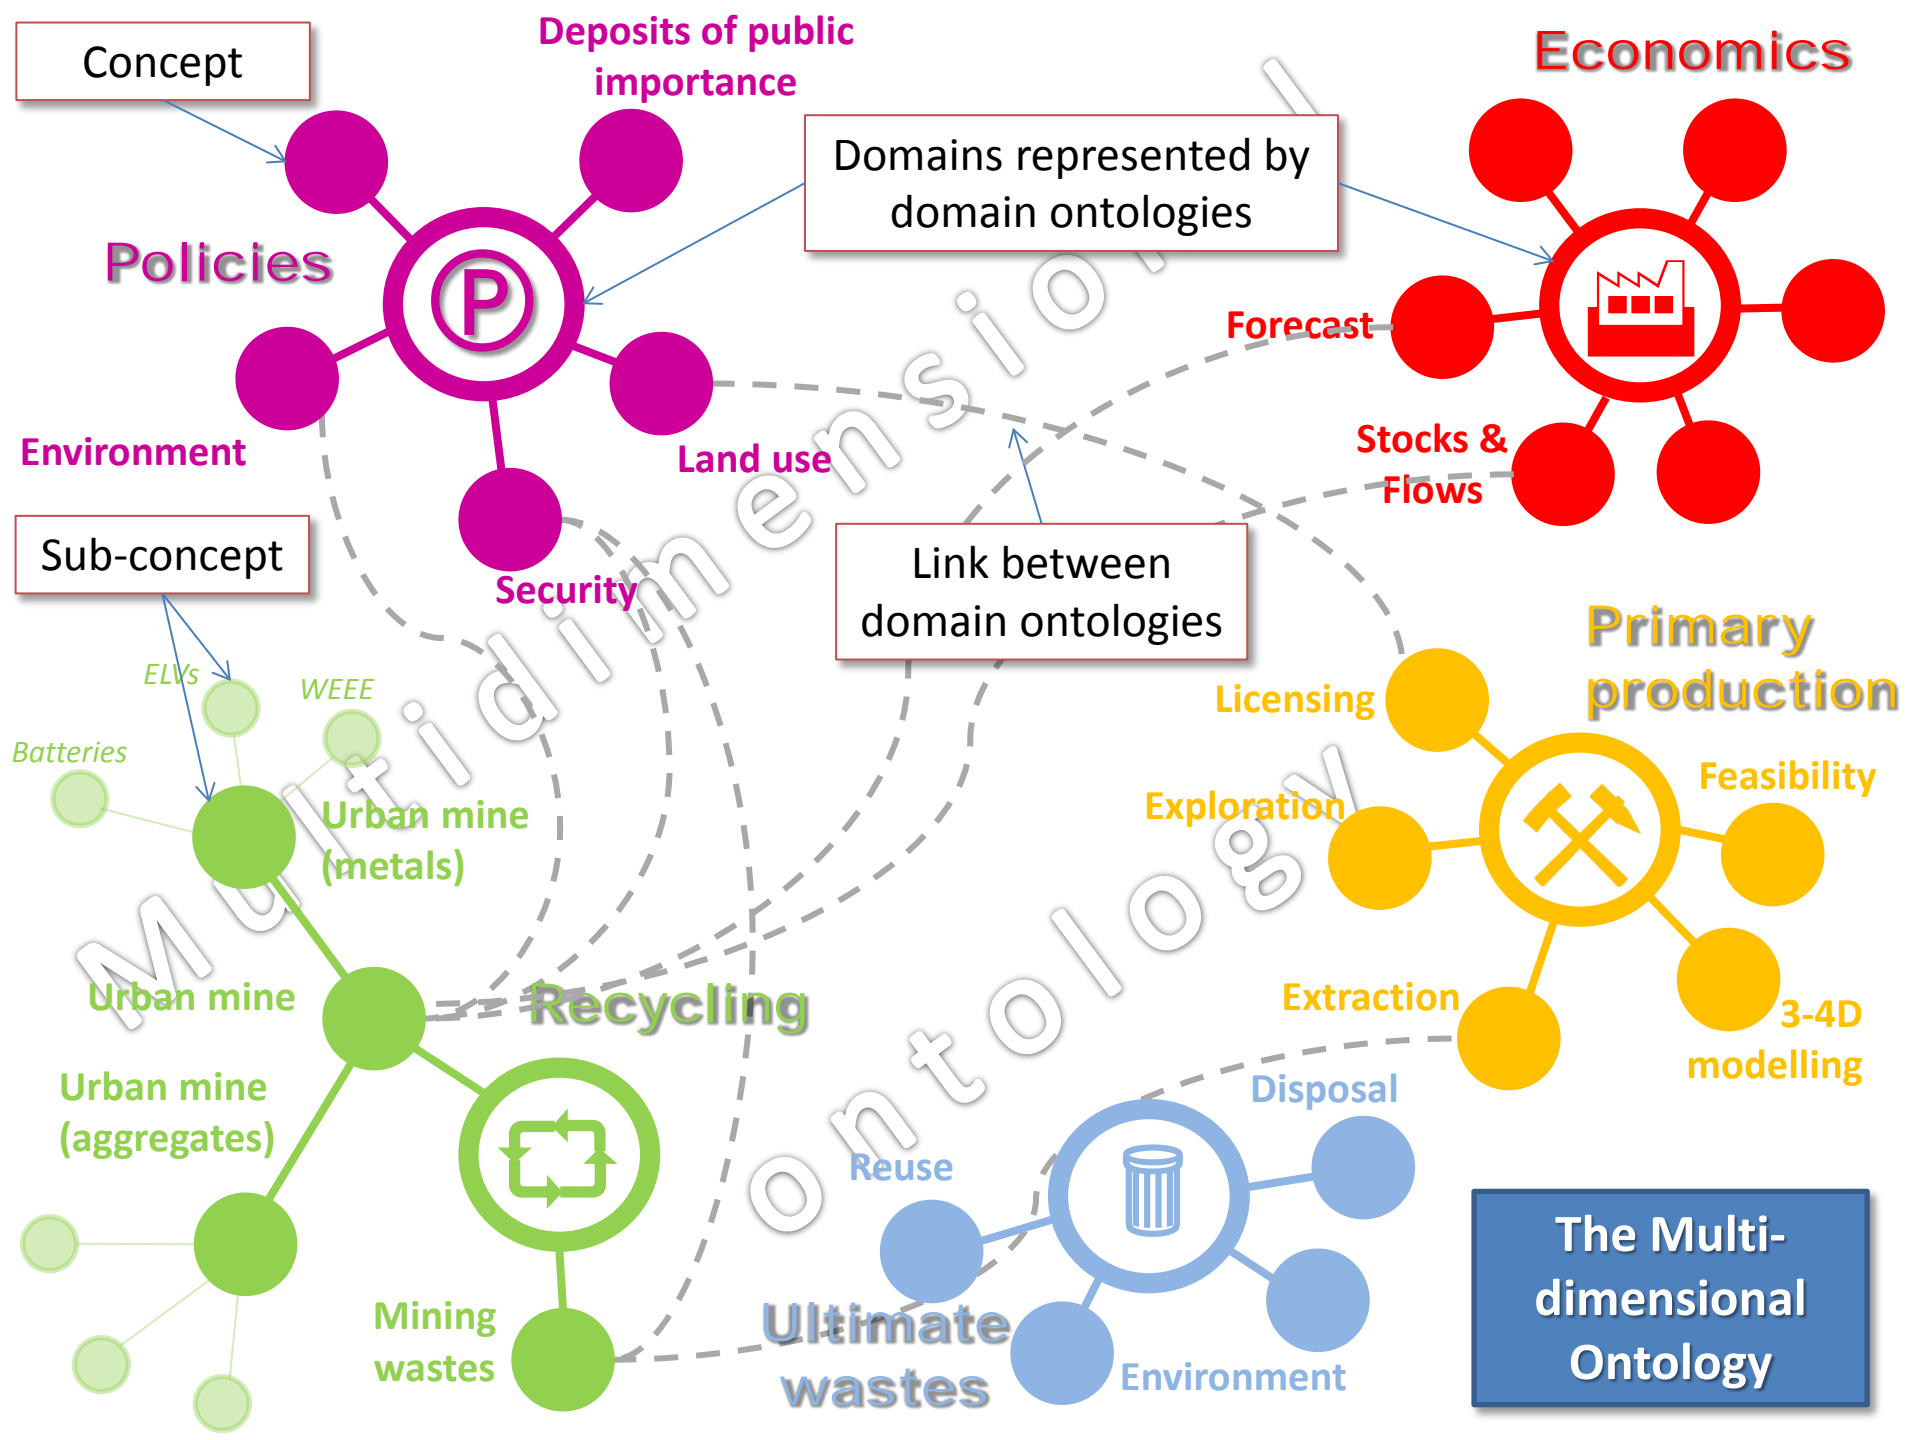 Concept
Deposits of public
importance
Economics
Domains represented by
domain ontologies
Policies
P
Forecast
Environment
Land use
Stocks &
Flows
Sub-concept
Security
Link between
domain ontologies
Primary
production
ELVs
WEEE
Batteries
Licensing
Feasibility
Exploration
Urban mine
(metals)
Multidimensional
ontology
Urban mine
Recycling
Extraction
3-4D
modelling
Urban mine
(aggregates)
Disposal
Reuse
Mining
wastes
Ultimate
wastes
Environment
The Multi-
dimensional
Ontology